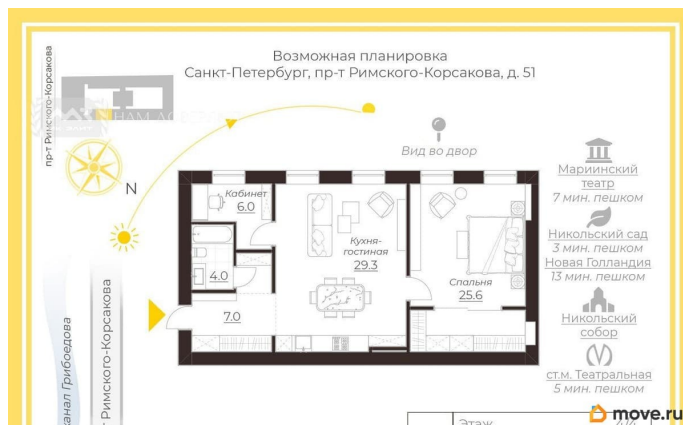 Возможная планировка
Санкт-Петербург, пр-т Римского-Корсакова, д. 51
пр-т Римского-Корсакова
N
Вид во двор
Кабинет
6.0
4.0
7.0
Кухня-
гостиная
29.3
Спальня
25.6
Мариинский
театр
7 мин. пешком
Никольский сад
3 мин. пешком
Новая Голландия
13 мин. пешком
Никольский
собор
ст.м. Театральная
5 мин. пешком
канал Грибоедова
Римского-Корсакова
Этаж
move.ru